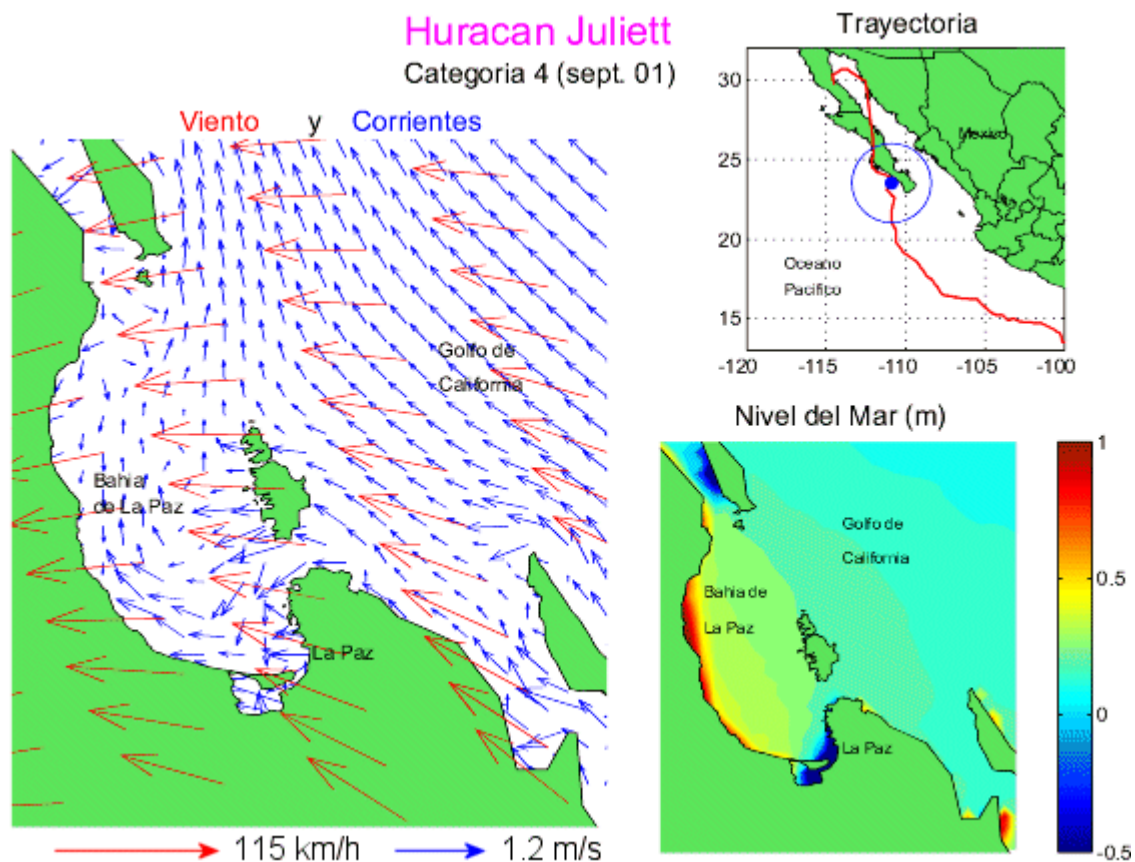 Huracan Juliett
Categoria 4 (sept. 01)
Viento y Corrientes
Golfo de
California
Bahia
de La Paz
La Paz
115 km/h
1.2 m/s
Trayectoria
30
25
20
15
-120
-115
-110
-105
-100
Mexico
Oceano
Pacifico
Nivel del Mar (m)
Golfo de
California
Bahia de
La Paz
La Paz
1
0.5
0
-0.5